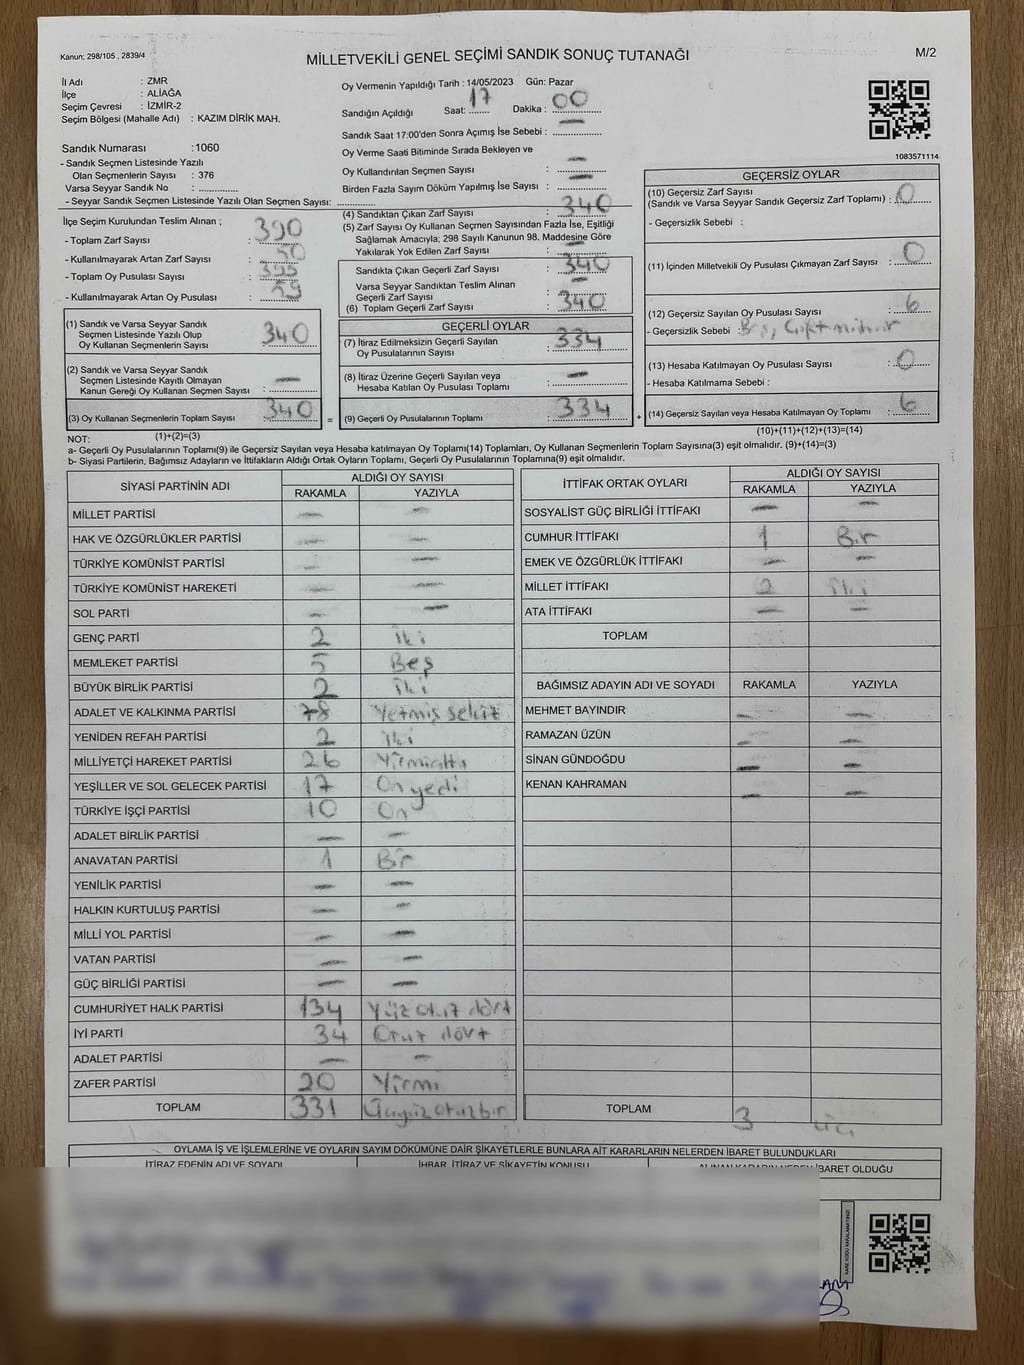 Kanun; 298/105 , 2839/4
MİLLETVEKİLİ GENEL SEÇİMİ SANDIK SONUÇ TUTANAĞI
M/2
İl Adı : ZMR
İlçe : ALİAĞA
Seçim Çevresi : İZMİR-2
Seçim Bölgesi (Mahalle Adı) : KAZIM DİRİK MAH.
Sandık Numarası :1060
- Sandık Seçmen Listesinde Yazılı
Olan Seçmenlerin Sayısı : 376
Varsa Seyyar Sandık No :
- Seyyar Sandık Seçmen Listesinde Yazılı Olan Seçmen Sayısı:
Oy Vermenin Yapıldığı Tarih : 14/05/2023 Gün: Pazar
Sandığın Açıldığı Saat: 17 Dakika : 00
Sandık Saat 17:00'den Sonra Açımış İse Sebebi : —
Oy Verme Saati Bitiminde Sırada Bekleyen ve
Oy Kullandırılan Seçmen Sayısı : —
Birden Fazla Sayım Döküm Yapılmış İse Sayısı : —
1083571114
İlçe Seçim Kurulundan Teslim Alınan ;
- Toplam Zarf Sayısı : 390
- Kullanılmayarak Artan Zarf Sayısı : 50
- Toplam Oy Pusulası Sayısı : 395
- Kullanılmayarak Artan Oy Pusulası :
(4) Sandıktan Çıkan Zarf Sayısı : 340
(5) Zarf Sayısı Oy Kullanan Seçmen Sayısından Fazla İse, Eşitliği
Sağlamak Amacıyla; 298 Sayılı Kanunun 98. Maddesine Göre
Yakılarak Yok Edilen Zarf Sayısı : —
Sandıkta Çıkan Geçerli Zarf Sayısı : 340
Varsa Seyyar Sandıktan Teslim Alınan
Geçerli Zarf Sayısı : —
(6) Toplam Geçerli Zarf Sayısı : 340
GEÇERSİZ OYLAR
(10) Geçersiz Zarf Sayısı
(Sandık ve Varsa Seyyar Sandık Geçersiz Zarf Toplamı) : 0
- Geçersizlik Sebebi :
(11) İçinden Milletvekili Oy Pusulası Çıkmayan Zarf Sayısı : 0
(12) Geçersiz Sayılan Oy Pusulası Sayısı : 6
- Geçersizlik Sebebi : Boş, Çift mühür
(13) Hesaba Katılmayan Oy Pusulası Sayısı : 0
- Hesaba Katılmama Sebebi :
(14) Geçersiz Sayılan veya Hesaba Katılmayan Oy Toplamı : 6
(10)+(11)+(12)+(13)=(14)
(1) Sandık ve Varsa Seyyar Sandık
Seçmen Listesinde Yazılı Olup
Oy Kullanan Seçmenlerin Sayısı : 340
(2) Sandık ve Varsa Seyyar Sandık
Seçmen Listesinde Kayıtlı Olmayan
Kanun Gereği Oy Kullanan Seçmen Sayısı : —
(3) Oy Kullanan Seçmenlerin Toplam Sayısı : 340
(1)+(2)=(3)
GEÇERLİ OYLAR
(7) İtiraz Edilmeksizin Geçerli Sayılan
Oy Pusulalarının Sayısı : 334
(8) İtiraz Üzerine Geçerli Sayılan veya
Hesaba Katılan Oy Pusulası Toplamı : —
= (9) Geçerli Oy Pusulalarının Toplamı : 334 +
NOT:
a- Geçerli Oy Pusulalarının Toplamı(9) ile Geçersiz Sayılan veya Hesaba katılmayan Oy Toplamı(14) Toplamları, Oy Kullanan Seçmenlerin Toplam Sayısına(3) eşit olmalıdır. (9)+(14)=(3)
b- Siyasi Partilerin, Bağımsız Adayların ve İttifakların Aldığı Ortak Oyların Toplamı, Geçerli Oy Pusulalarının Toplamına(9) eşit olmalıdır.
SİYASİ PARTİNİN ADI ALDIĞI OY SAYISI
RAKAMLA YAZIYLA
MİLLET PARTİSİ — —
HAK VE ÖZGÜRLÜKLER PARTİSİ — —
TÜRKİYE KOMÜNİST PARTİSİ — —
TÜRKİYE KOMÜNİST HAREKETİ — —
SOL PARTİ — —
GENÇ PARTİ 2 iki
MEMLEKET PARTİSİ 5 Beş
BÜYÜK BİRLİK PARTİSİ 2 iki
ADALET VE KALKINMA PARTİSİ 78 Yetmiş sekiz
YENİDEN REFAH PARTİSİ 2 iki
MİLLİYETÇİ HAREKET PARTİSİ 26 Yirmialtı
YEŞİLLER VE SOL GELECEK PARTİSİ 17 Onyedi
TÜRKİYE İŞÇİ PARTİSİ 10 On
ADALET BİRLİK PARTİSİ — —
ANAVATAN PARTİSİ 1 Bir
YENİLİK PARTİSİ — —
HALKIN KURTULUŞ PARTİSİ — —
MİLLİ YOL PARTİSİ — —
VATAN PARTİSİ — —
GÜÇ BİRLİĞİ PARTİSİ — —
CUMHURİYET HALK PARTİSİ 134 Yüz otuz dört
İYİ PARTİ 34 Otuz dört
ADALET PARTİSİ — —
ZAFER PARTİSİ 20 Yirmi
TOPLAM 331 Üçyüzotuzbir
İTTİFAK ORTAK OYLARI ALDIĞI OY SAYISI
RAKAMLA YAZIYLA
SOSYALİST GÜÇ BİRLİĞİ İTTİFAKI — —
CUMHUR İTTİFAKI 1 Bir
EMEK VE ÖZGÜRLÜK İTTİFAKI — —
MİLLET İTTİFAKI 2 iki
ATA İTTİFAKI — —
TOPLAM
BAĞIMSIZ ADAYIN ADI VE SOYADI RAKAMLA YAZIYLA
MEHMET BAYINDIR — —
RAMAZAN ÜZÜN — —
SİNAN GÜNDOĞDU — —
KENAN KAHRAMAN — —
TOPLAM 3 üç
OYLAMA İŞ VE İŞLEMLERİNE VE OYLARIN SAYIM DÖKÜMÜNE DAİR ŞİKAYETLERLE BUNLARA AİT KARARLARIN NELERDEN İBARET BULUNDUKLARI
İTİRAZ EDENİN ADI VE SOYADI İHBAR, İTİRAZ VE ŞİKAYETİN KONUSU ALINAN KARARIN NEDEN İBARET OLDUĞU